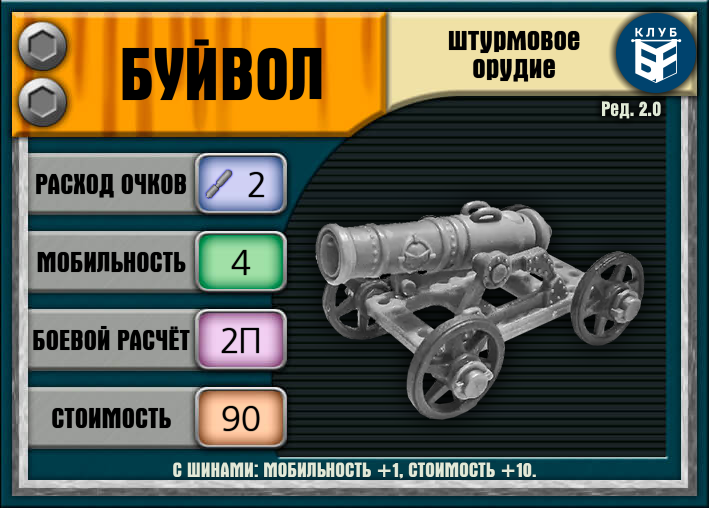 БУЙВОЛ
ШТУРМОВОЕ
ОРУДИЕ
КЛУБ
Ред. 2.0
РАСХОД ОЧКОВ 2
МОБИЛЬНОСТЬ 4
БОЕВОЙ РАСЧЁТ 2П
СТОИМОСТЬ 90
С ШИНАМИ: МОБИЛЬНОСТЬ +1, СТОИМОСТЬ +10.